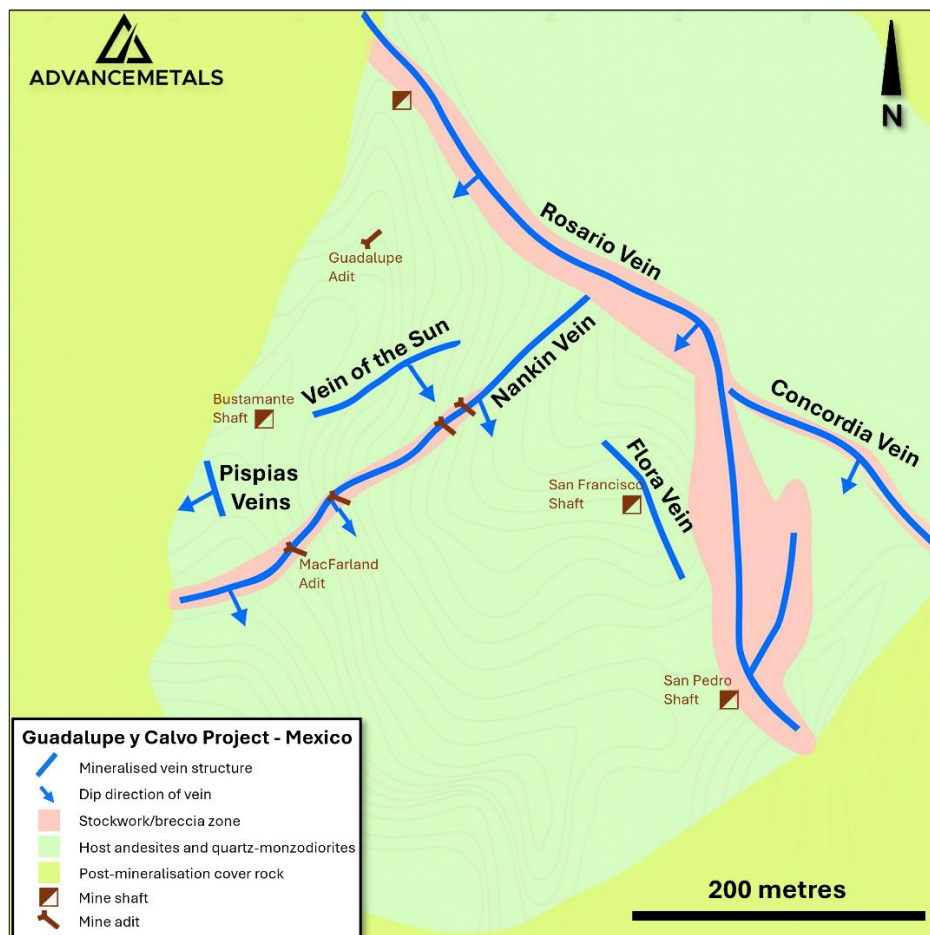 ADVANCEMETALS
N
Rosario Vein
Guadalupe
Adit
Vein of the Sun
Nankin Vein
Bustamante
Shaft
Concordia Vein
Flora Vein
Pispias
Veins
San Francisco
Shaft
MacFarland
Adit
San Pedro
Shaft
Guadalupe y Calvo Project - Mexico
Mineralised vein structure
Dip direction of vein
Stockwork/breccia zone
Host andesites and quartz-monzodiorites
Post-mineralisation cover rock
Mine shaft
Mine adit
200 metres